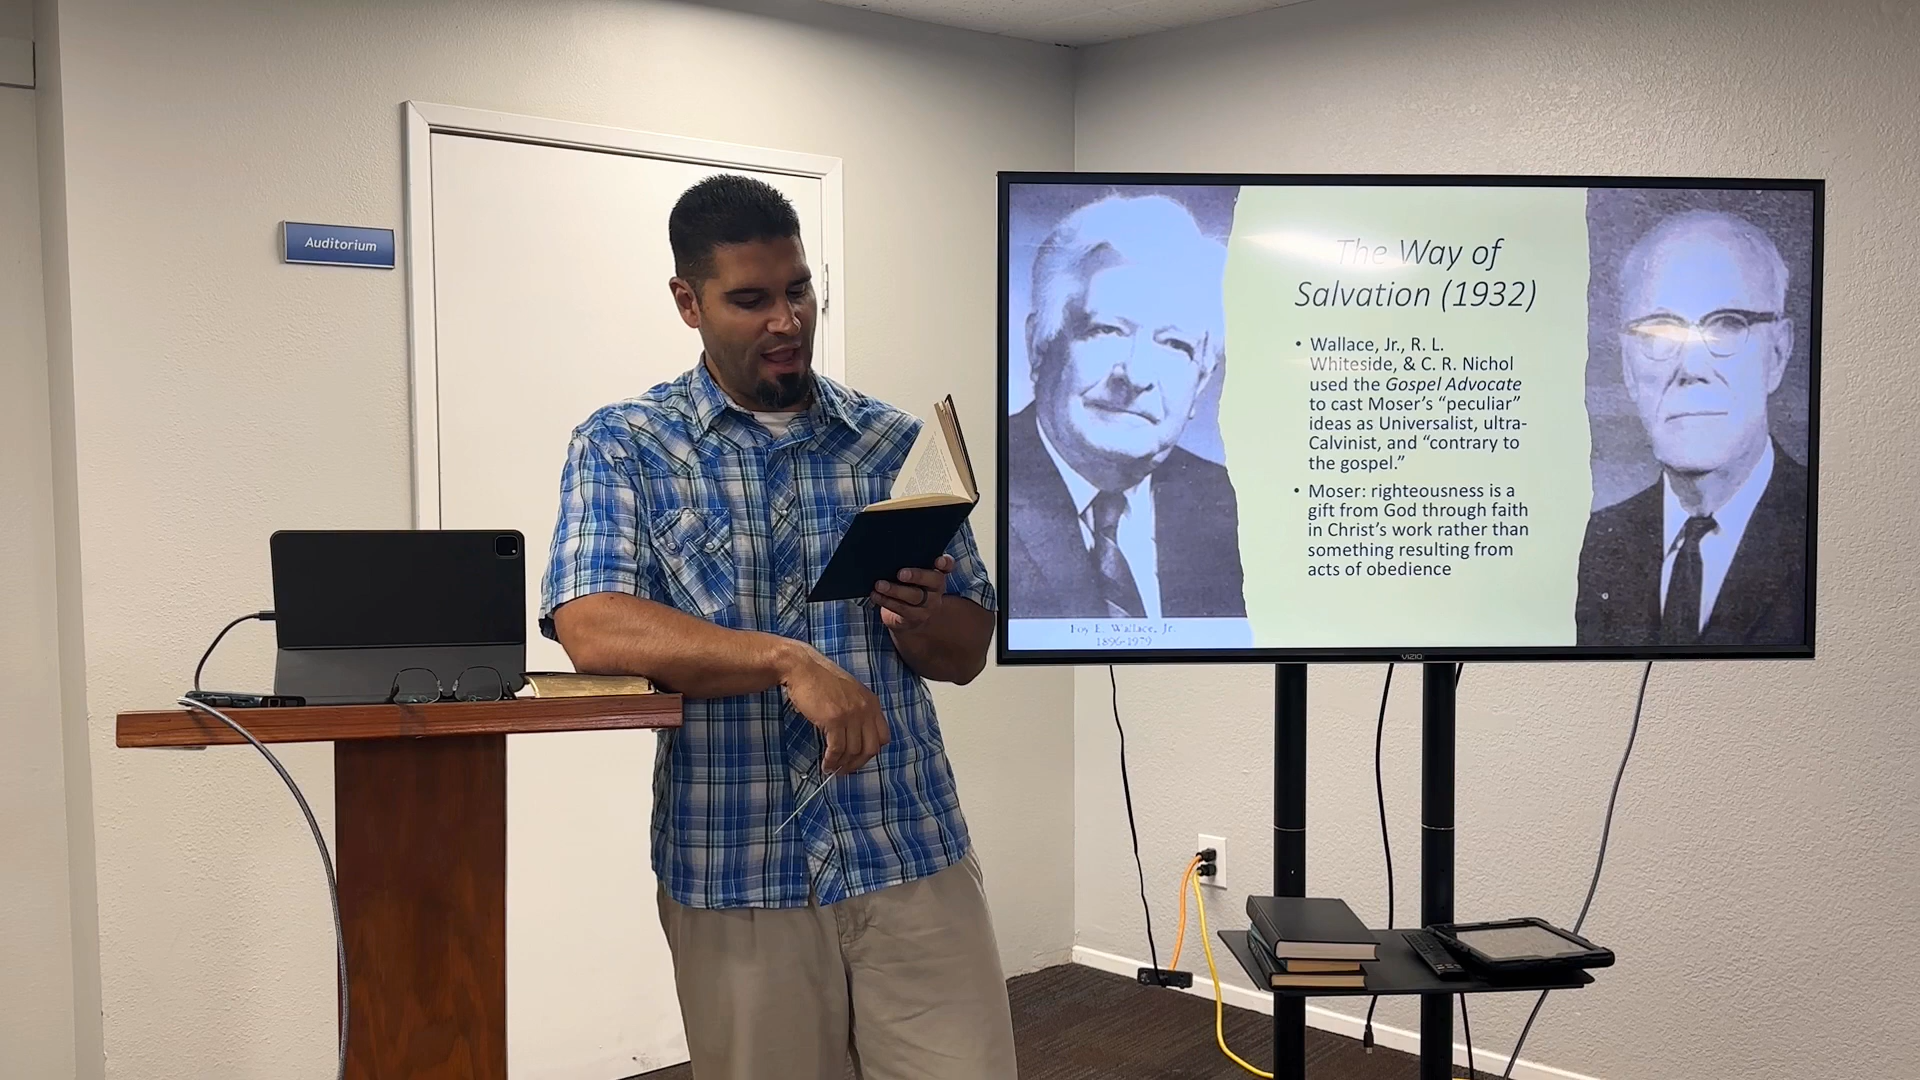 Auditorium
The Way of
Salvation (1932)
• Wallace, Jr., R. L.
Whiteside, & C. R. Nichol
used the Gospel Advocate
to cast Moser's “peculiar”
ideas as Universalist, ultra-
Calvinist, and “contrary to
the gospel.”
• Moser: righteousness is a
gift from God through faith
in Christ's work rather than
something resulting from
acts of obedience
Foy E. Wallace, Jr.
1896-1979
VIZIO